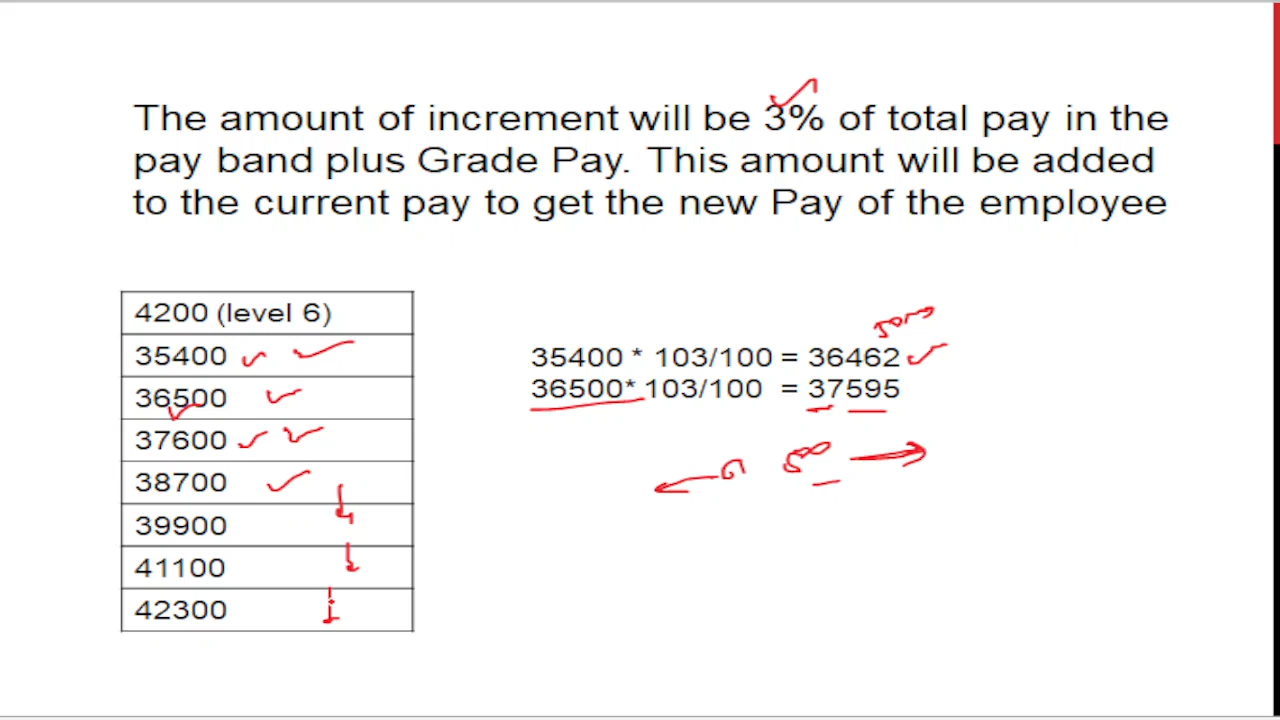 The amount of increment will be 3% of total pay in the
pay band plus Grade Pay. This amount will be added
to the current pay to get the new Pay of the employee
4200 (level 6)
35400
36500
37600
38700
39900
41100
42300
35400 * 103/100 = 36462
36500* 103/100 = 37595